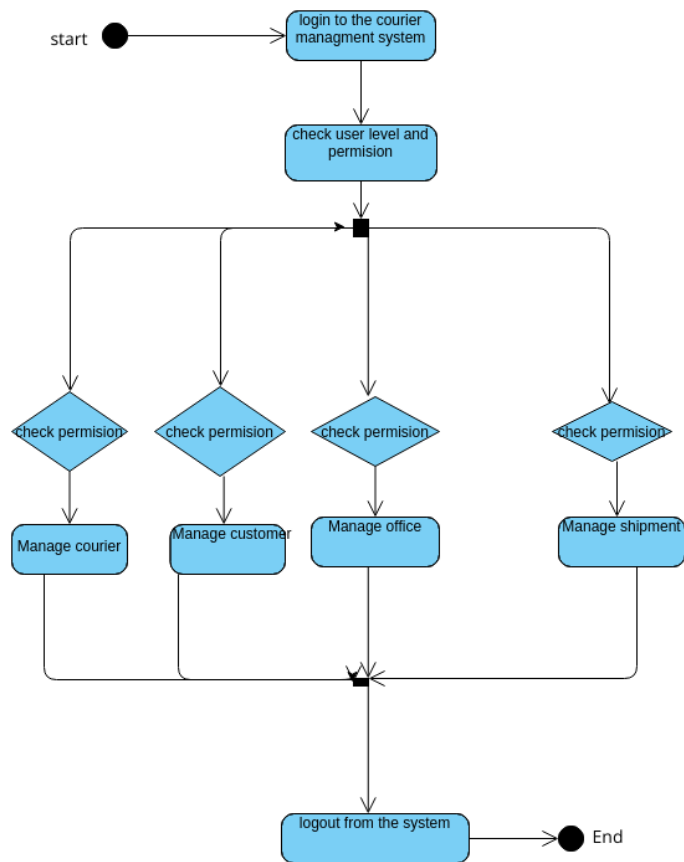 start
login to the courier
managment system
check user level and
permision
check permision
check permision
check permision
check permision
Manage courier
Manage customer
Manage office
Manage shipment
logout from the system
End